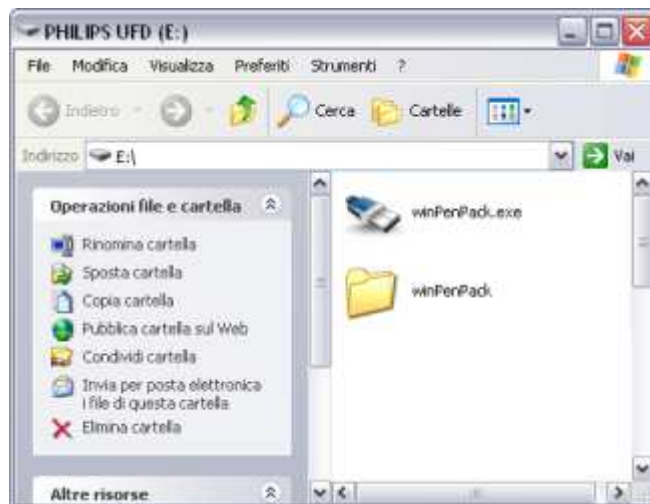 PHILIPS UFD (E:)
File Modifica Visualizza Preferiti Strumenti ?
Indietro Cerca Cartelle
Indirizzo E:\ Vai
Operazioni file e cartella
Rinomina cartella
Sposta cartella
Copia cartella
Pubblica cartella sul Web
Condividi cartella
Invia per posta elettronica
i file di questa cartella
Elimina cartella
Altre risorse
winPenPack.exe
winPenPack